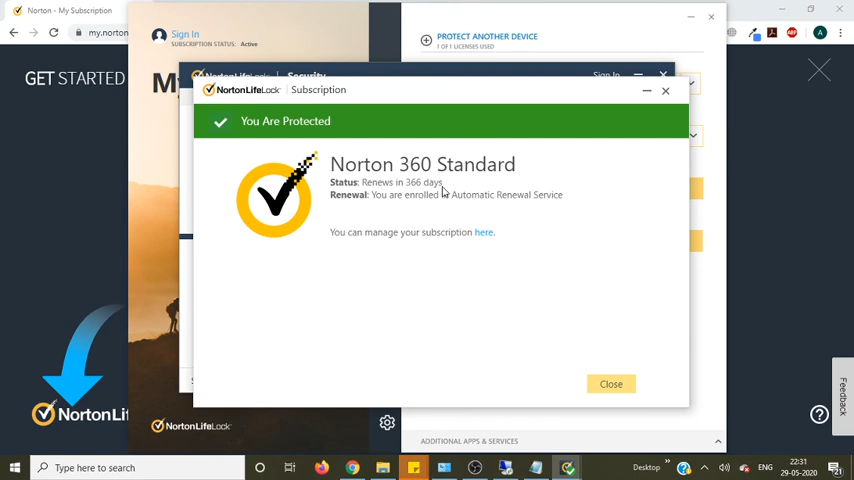 Norton - My Subscription
my.norton
Sign In
SUBSCRIPTION STATUS: Active
PROTECT ANOTHER DEVICE
1 OF 1 LICENSES USED
GET STARTED
My
NortonLifeLock
Security
Sign In
NortonLifeLock
Subscription
You Are Protected
Norton 360 Standard
Status: Renews in 366 days
Renewal: You are enrolled Automatic Renewal Service
You can manage your subscription here.
Close
NortonLif
NortonLifeLock
Feedback
ADDITIONAL APPS & SERVICES
Type here to search
Desktop
ENG
22:31
29-05-2020
21